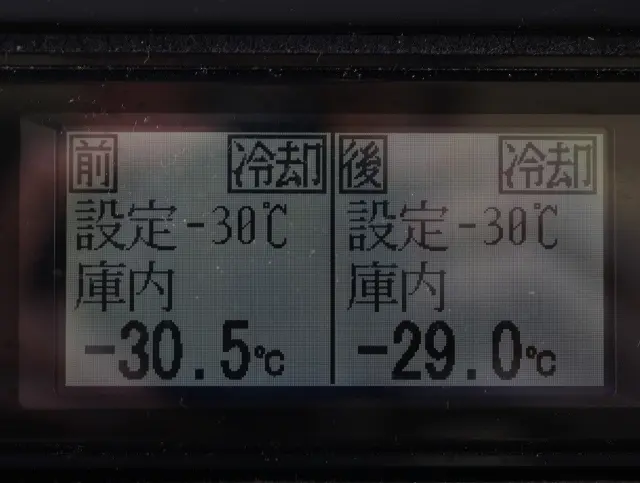 前 冷却
設定-30℃
庫内
-30.5℃
後 冷却
設定-30℃
庫内
-29.0℃